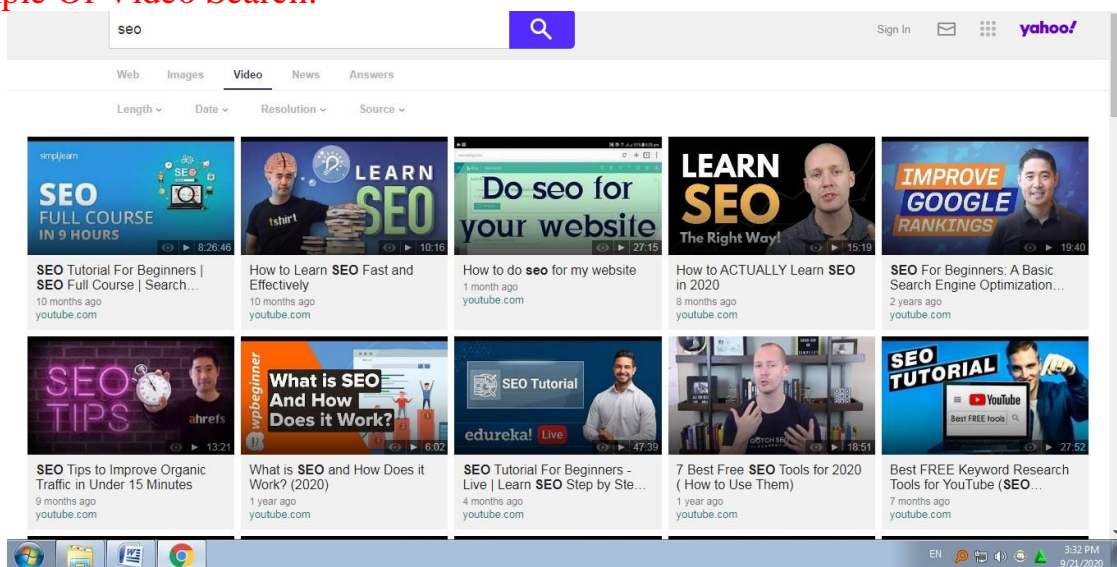 ple Of Video Search:
seo
Sign In
yahoo!
Web Images Video News Answers
Length Date Resolution Source
simplilearn
SEO
FULL COURSE
IN 9 HOURS
8:26:46
SEO Tutorial For Beginners |
SEO Full Course | Search...
10 months ago
youtube.com
LEARN
SEO
tshirt
10:16
How to Learn SEO Fast and
Effectively
10 months ago
youtube.com
Do seo for
your website
27:15
How to do seo for my website
1 month ago
youtube.com
LEARN
SEO
The Right Way!
15:19
How to ACTUALLY Learn SEO
in 2020
8 months ago
youtube.com
IMPROVE
GOOGLE
RANKINGS
19:40
SEO For Beginners: A Basic
Search Engine Optimization...
2 years ago
youtube.com
SEO
TIPS
ahrefs
13:21
SEO Tips to Improve Organic
Traffic in Under 15 Minutes
9 months ago
youtube.com
wpbeginner
What is SEO
And How
Does it Work?
6:02
What is SEO and How Does it
Work? (2020)
1 year ago
youtube.com
SEO Tutorial
edureka! Live
47:39
SEO Tutorial For Beginners -
Live | Learn SEO Step by Ste...
4 months ago
youtube.com
GOTCH SEO
18:51
7 Best Free SEO Tools for 2020
( How to Use Them)
1 year ago
youtube.com
SEO
TUTORIAL
YouTube
Best FREE tools
27:52
Best FREE Keyword Research
Tools for YouTube (SEO...
7 months ago
youtube.com
EN
3:32 PM
9/21/2020